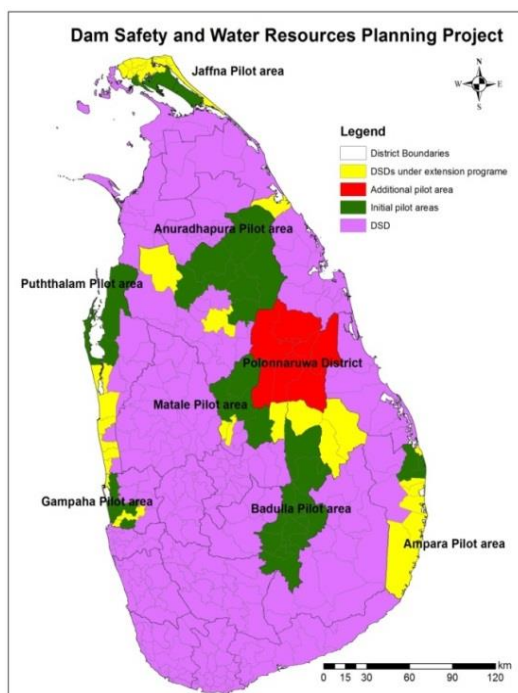 Dam Safety and Water Resources Planning Project
Jaffna Pilot area
N
W E
S
Legend
District Boundaries
DSDs under extension programe
Additional pilot area
Initial pilot areas
DSD
Anuradhapura Pilot area
Puththalam Pilot area
Polonnaruwa District
Matale Pilot area
Gampaha Pilot area
Badulla Pilot area
Ampara Pilot area
km
0 15 30 60 90 120